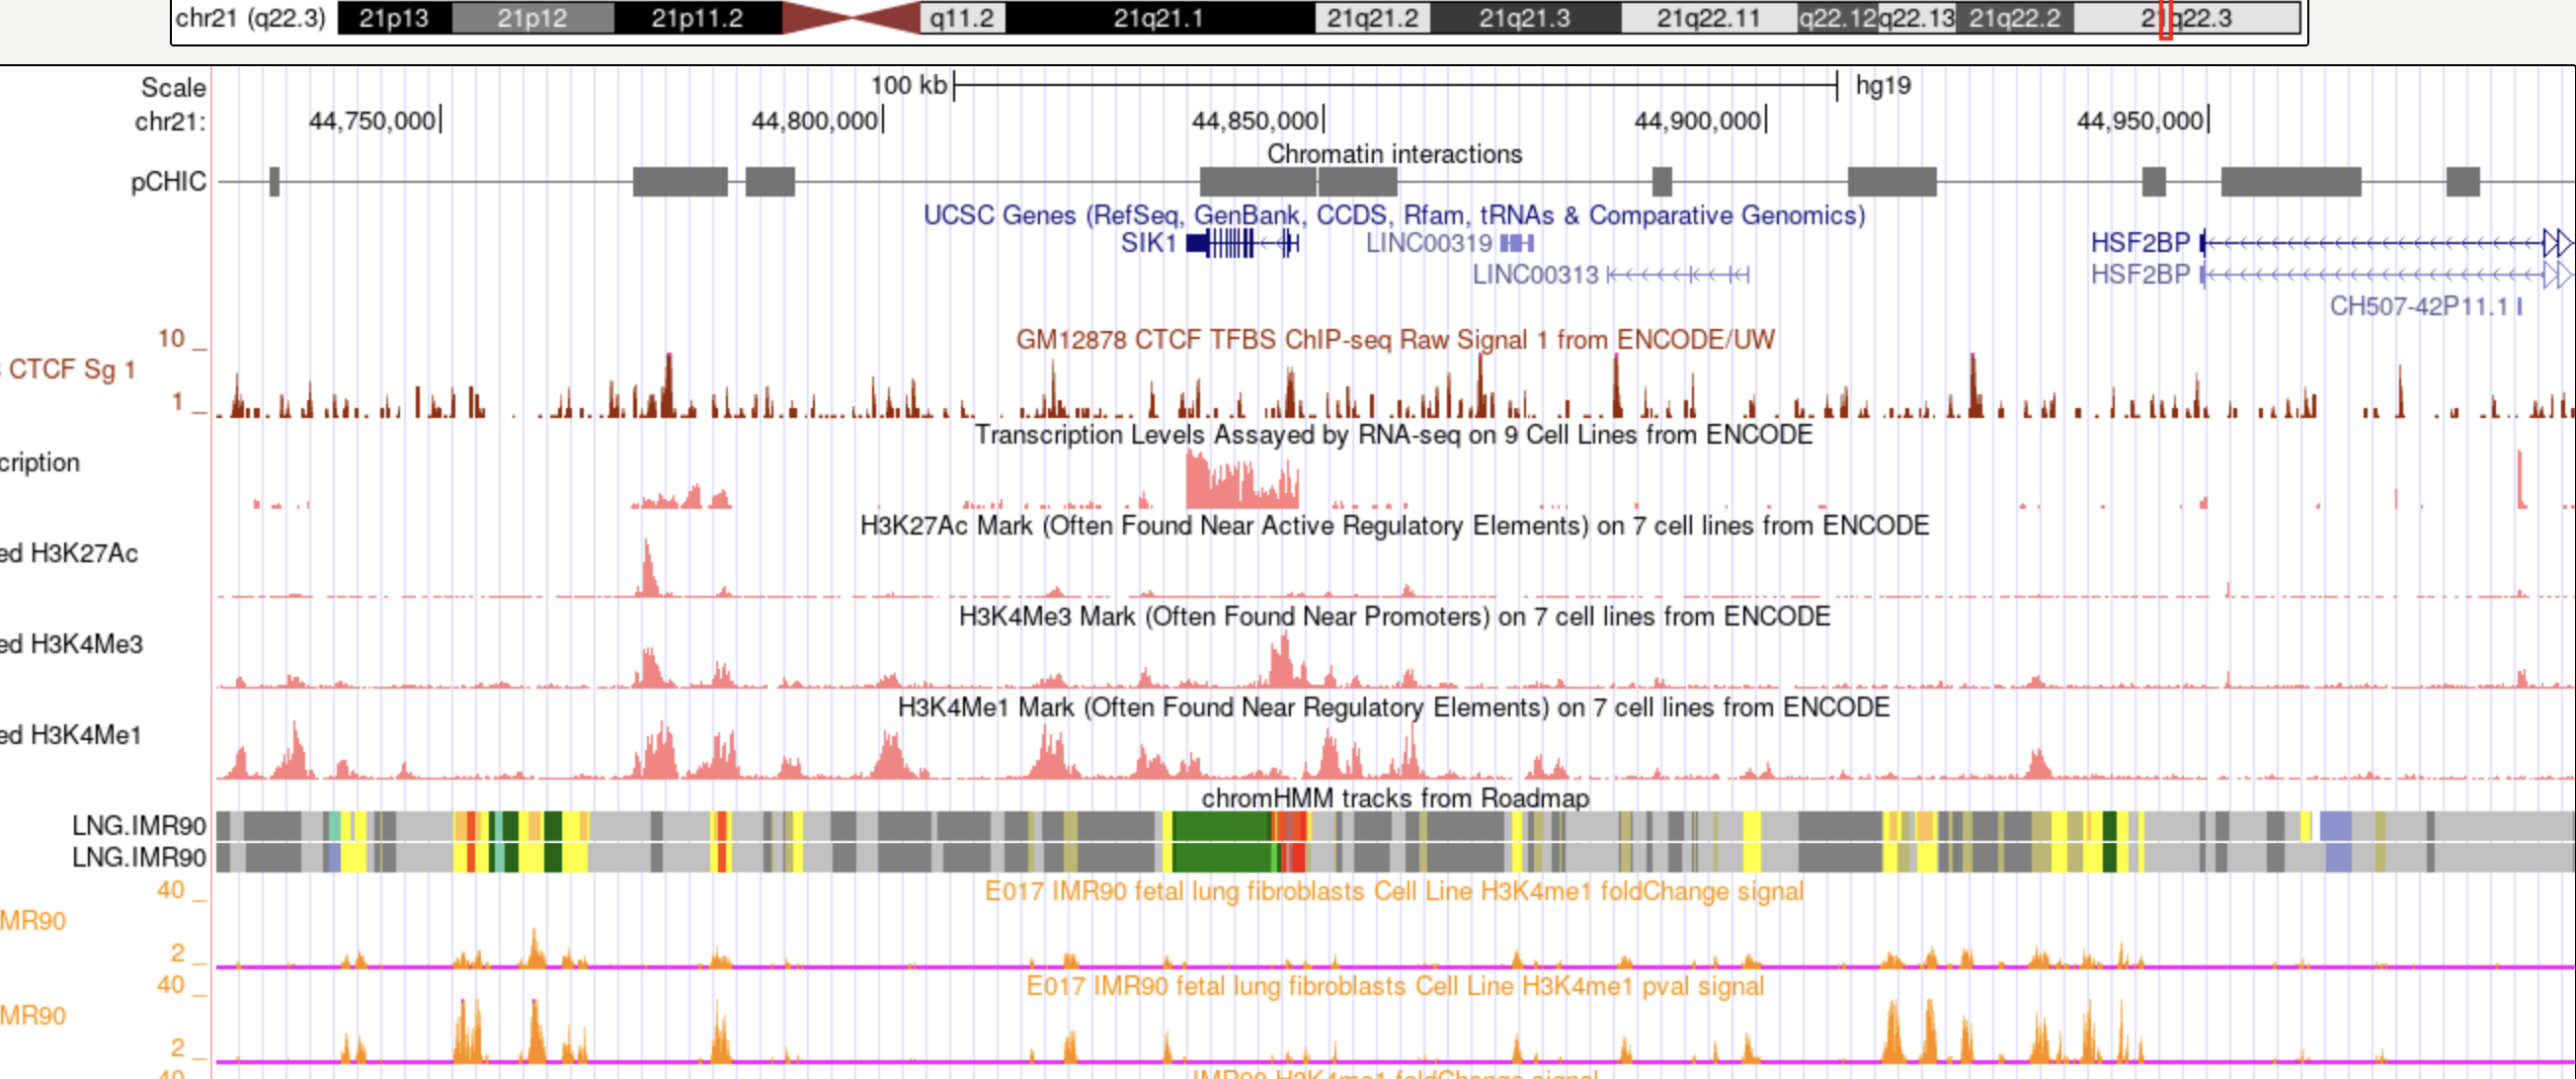 chr21 (q22.3) 21p13 21p12 21p11.2 q11.2 21q21.1 21q21.2 21q21.3 21q22.11 q22.12 q22.13 21q22.2 21q22.3
Scale 100 kb hg19
chr21: 44,750,000 44,800,000 44,850,000 44,900,000 44,950,000
Chromatin interactions
pCHIC
UCSC Genes (RefSeq, GenBank, CCDS, Rfam, tRNAs & Comparative Genomics)
SIK1 LINC00319 HSF2BP
LINC00313 HSF2BP
CH507-42P11.1
10 GM12878 CTCF TFBS ChIP-seq Raw Signal 1 from ENCODE/UW
CTCF Sg 1
1
Transcription Levels Assayed by RNA-seq on 9 Cell Lines from ENCODE
cription
H3K27Ac Mark (Often Found Near Active Regulatory Elements) on 7 cell lines from ENCODE
ed H3K27Ac
H3K4Me3 Mark (Often Found Near Promoters) on 7 cell lines from ENCODE
ed H3K4Me3
H3K4Me1 Mark (Often Found Near Regulatory Elements) on 7 cell lines from ENCODE
ed H3K4Me1
chromHMM tracks from Roadmap
LNG.IMR90
LNG.IMR90
40 E017 IMR90 fetal lung fibroblasts Cell Line H3K4me1 foldChange signal
MR90
2
40 E017 IMR90 fetal lung fibroblasts Cell Line H3K4me1 pval signal
MR90
2
40 IMR90 H3K4me1 foldChange signal